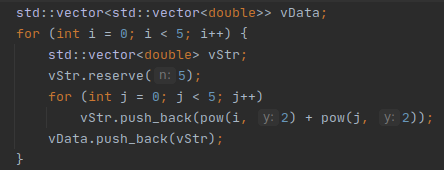 std::vector<std::vector<double>> vData;
for (int i = 0; i < 5; i++) {
    std::vector<double> vStr;
    vStr.reserve( n: 5);
    for (int j = 0; j < 5; j++)
        vStr.push_back(pow(i, y: 2) + pow(j, y: 2));
    vData.push_back(vStr);
}